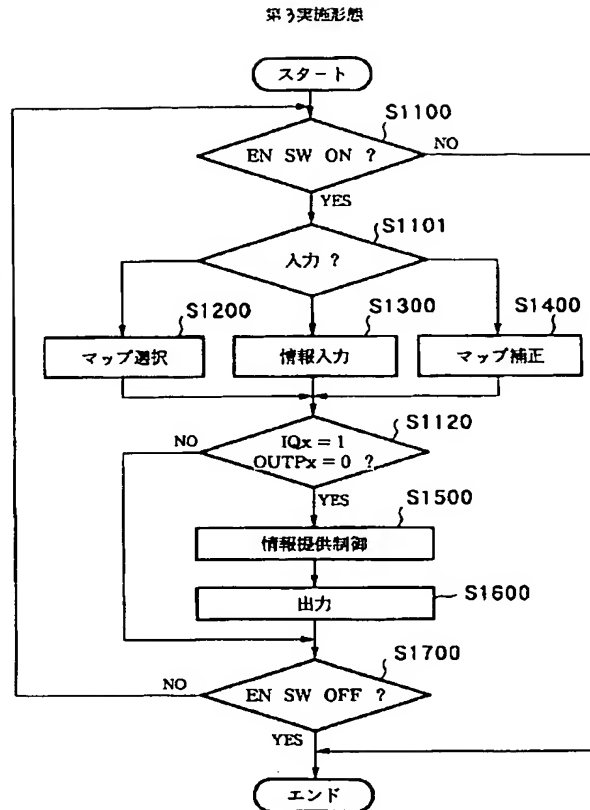 第3実施形態
スタート
S1100
EN SW ON ?
NO
YES
S1101
入力 ?
S1200
S1300
S1400
マップ選択
情報入力
マップ補正
S1120
NO
IQx = 1
OUTPx = 0 ?
YES
S1500
情報提供制御
出力
S1600
S1700
NO
EN SW OFF ?
YES
エンド